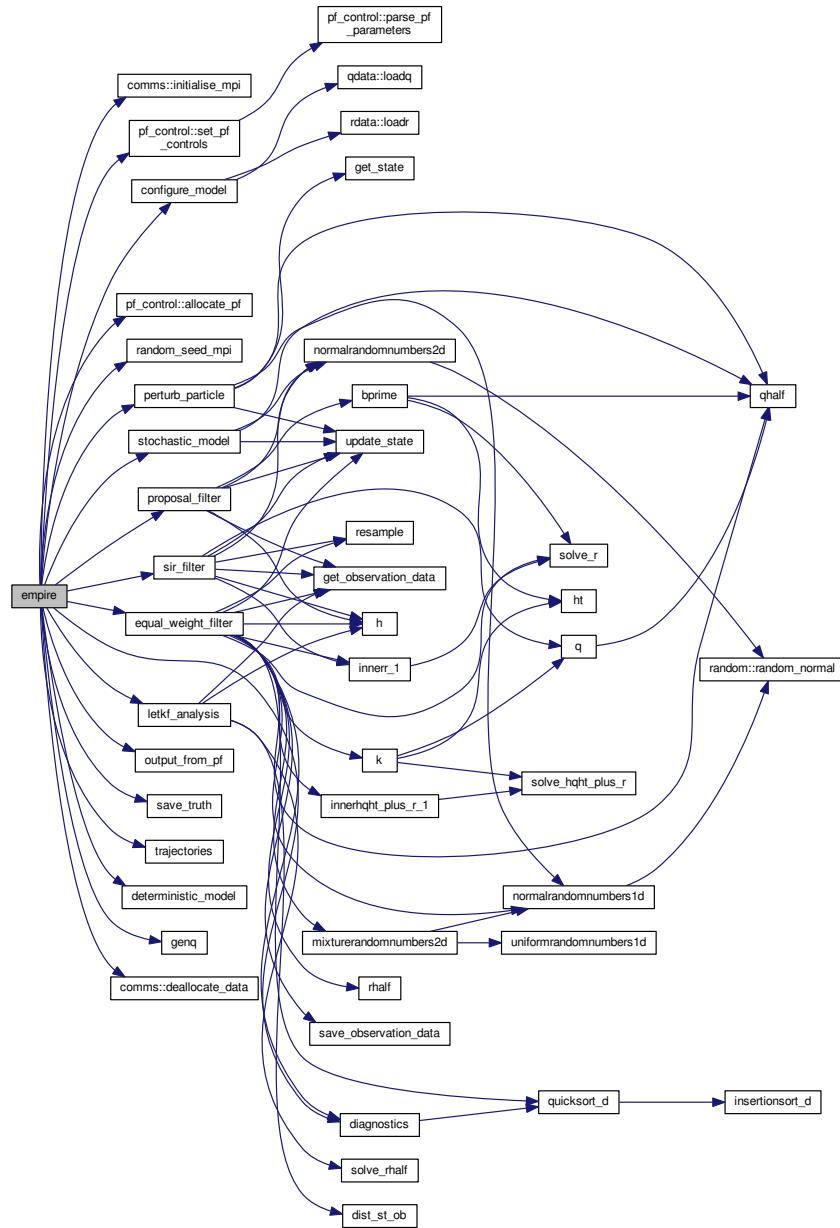 pf_control::parse_pf
_parameters
comms::initialise_mpi
qdata::loadq
pf_control::set_pf
_controls
rdata::loadr
configure_model
get_state
pf_control::allocate_pf
random_seed_mpi
normalrandomnumbers2d
perturb_particle
bprime
qhalf
stochastic_model
update_state
proposal_filter
resample
sir_filter
solve_r
get_observation_data
empire
ht
equal_weight_filter
h
q
innerr_1
random::random_normal
letkf_analysis
output_from_pf
k
solve_hqht_plus_r
save_truth
innerhqht_plus_r_1
trajectories
deterministic_model
normalrandomnumbers1d
genq
mixturerandomnumbers2d
uniformrandomnumbers1d
comms::deallocate_data
rhalf
save_observation_data
quicksort_d
insertionsort_d
diagnostics
solve_rhalf
dist_st_ob